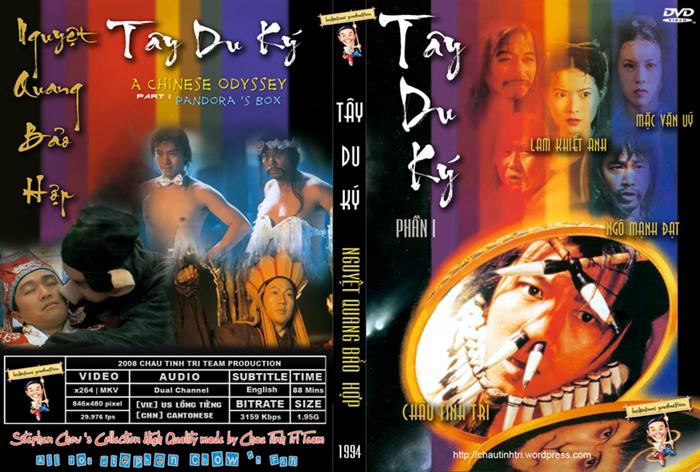 Nguyệt
Quang
Bảo
Hộp
Tây Du Ký
A CHINESE ODYSSEY
PART I
PANDORA'S BOX
2008 CHAU TINH TRI TEAM PRODUCTION
VIDEO AUDIO SUBTITLE TIME
x264 | MKV Dual Channel English 88 Mins
846x480 pixel [VIE] US LỒNG TIẾNG BITRATE SIZE
29.976 fps [CHN] CANTONESE 3159 Kbps 1.95G
Stephen Chow's Collection High Quality made by Chau Tinh Tri Team
All for Stephen Chow's Fan
TÂY
DU
KÝ
NGUYỆT QUANG BẢO HỘP
1994
DVD
VIDEO
Tây
Du
Ký
PHẦN I
MẠC VĂN UÝ
LAM KHIẾT ANH
NGÔ MẠNH ĐẠT
CHÂU TINH TRÌ
http://chautinhtri.wordpress.com